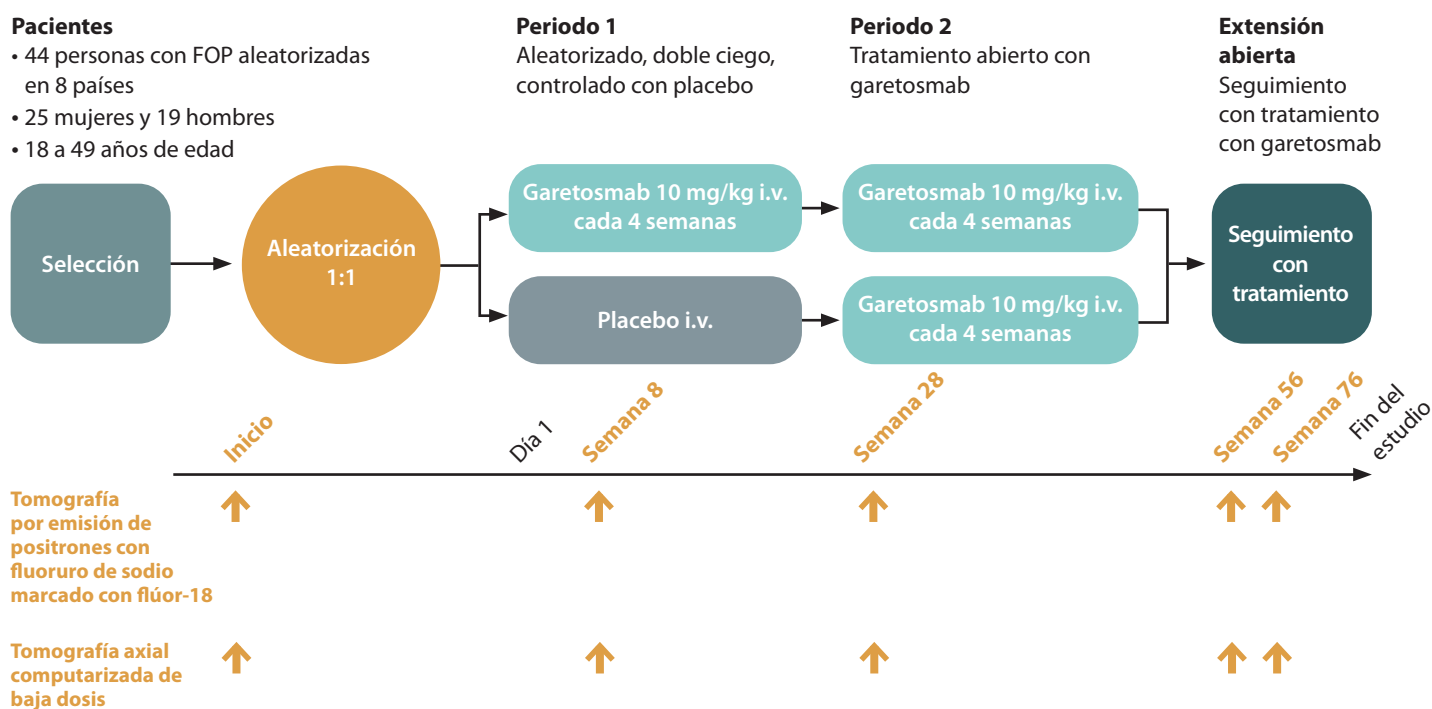 Pacientes
• 44 personas con FOP aleatorizadas
en 8 países
• 25 mujeres y 19 hombres
• 18 a 49 años de edad
Periodo 1
Aleatorizado, doble ciego,
controlado con placebo
Periodo 2
Tratamiento abierto con
garetosmab
Extensión
abierta
Seguimiento
con tratamiento
con garetosmab
Selección
Aleatorización
1:1
Garetosmab 10 mg/kg i.v.
cada 4 semanas
Garetosmab 10 mg/kg i.v.
cada 4 semanas
Placebo i.v.
Garetosmab 10 mg/kg i.v.
cada 4 semanas
Seguimiento
con
tratamiento
Inicio
Día 1
Semana 8
Semana 28
Semana 56
Semana 76
Fin del
estudio
Tomografía
por emisión de
positrones con
fluoruro de sodio
marcado con flúor-18
Tomografía axial
computarizada de
baja dosis